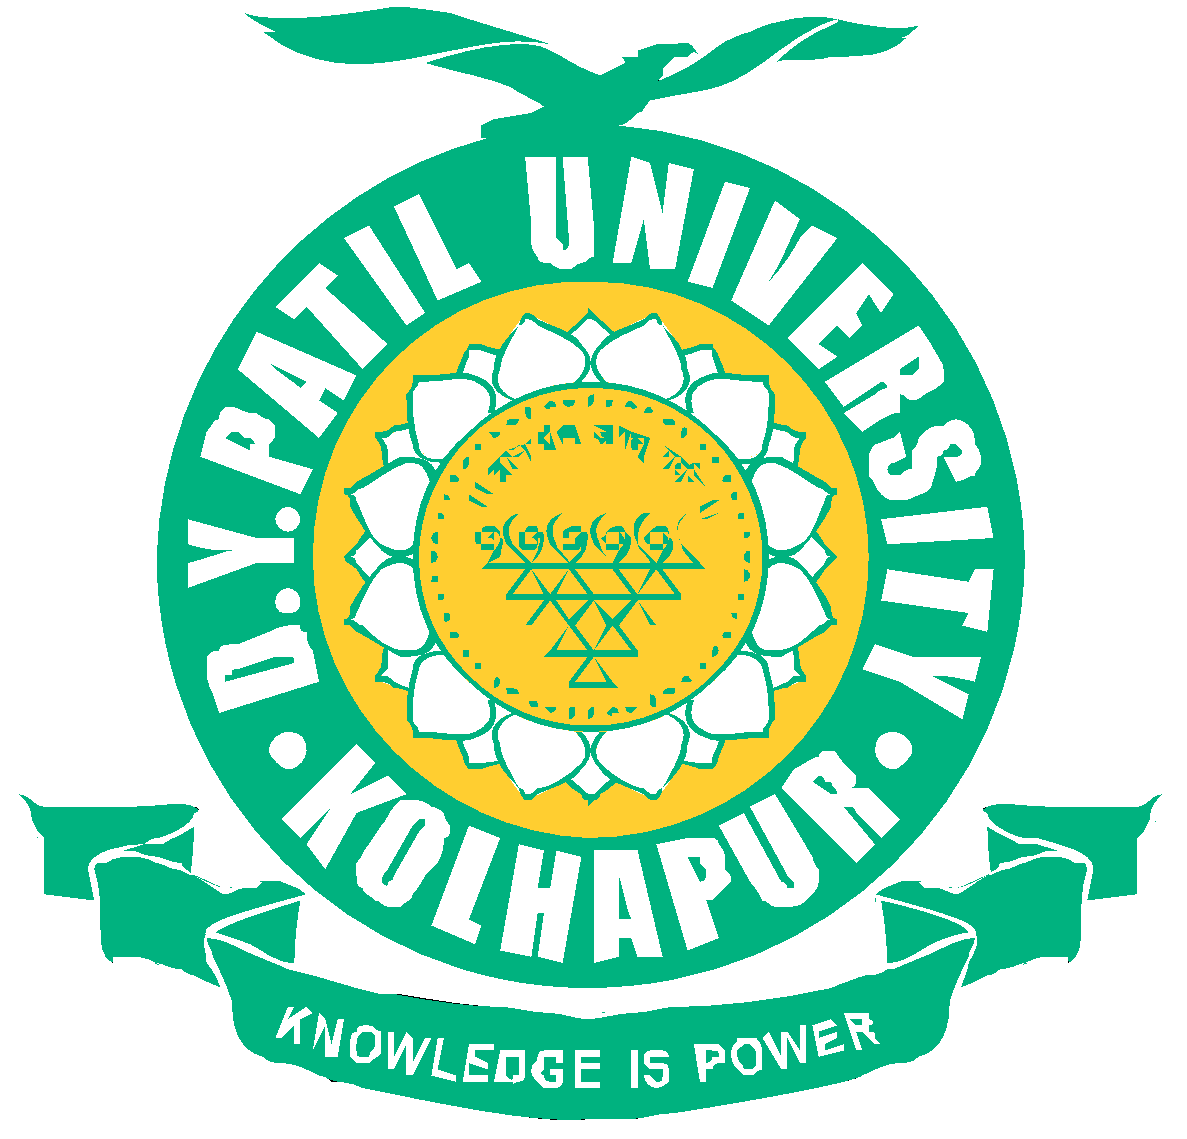 D.Y.PATIL UNIVERSITY
• KOLHAPUR •
KNOWLEDGE IS POWER